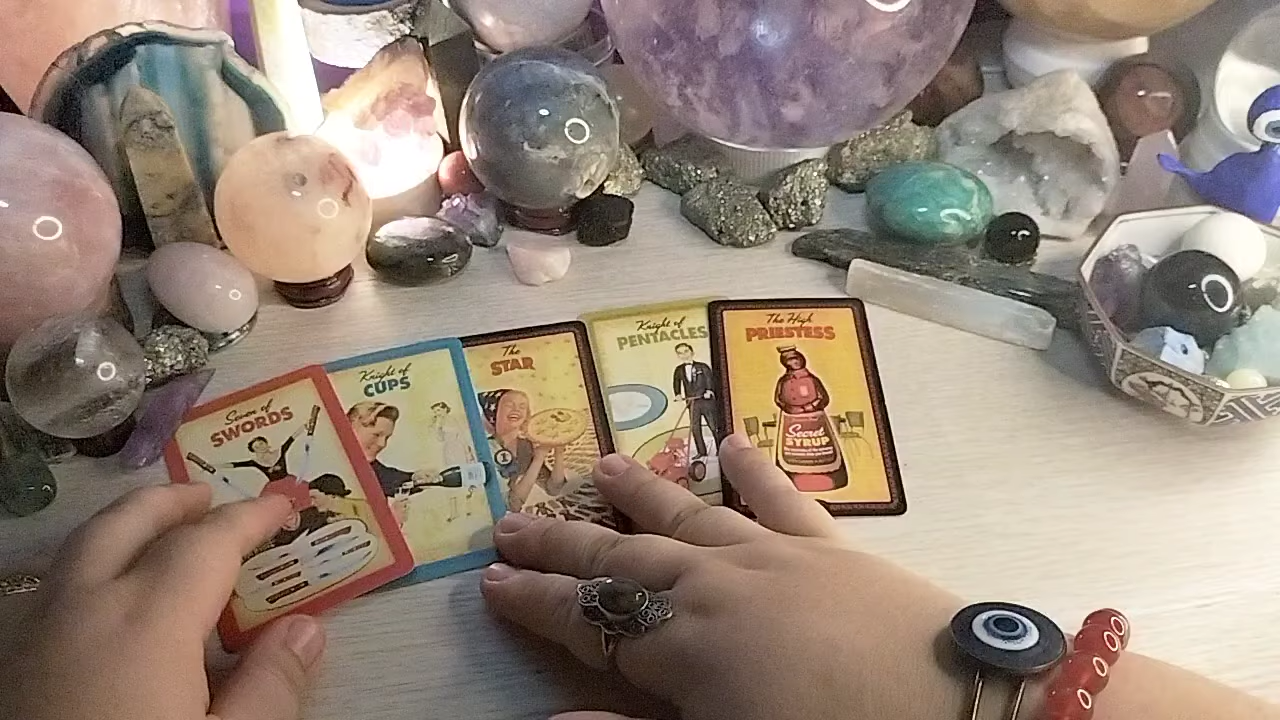 Seven of
SWORDS
Knight of
CUPS
The
STAR
Knight of
PENTACLES
The High
PRIESTESS
Secret
SYRUP